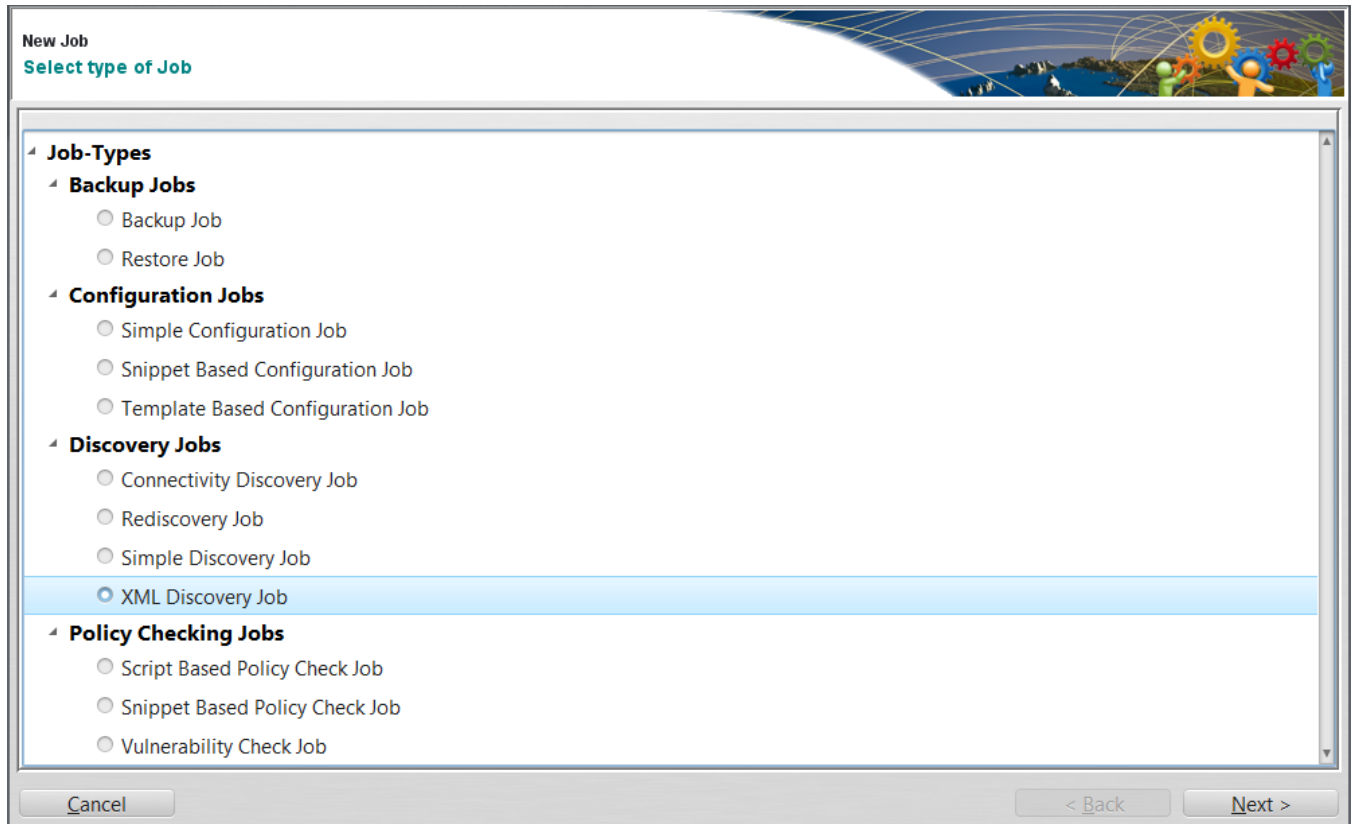 New Job
Select type of Job
Job-Types
Backup Jobs
Backup Job
Restore Job
Configuration Jobs
Simple Configuration Job
Snippet Based Configuration Job
Template Based Configuration Job
Discovery Jobs
Connectivity Discovery Job
Rediscovery Job
Simple Discovery Job
XML Discovery Job
Policy Checking Jobs
Script Based Policy Check Job
Snippet Based Policy Check Job
Vulnerability Check Job
Cancel < Back Next >